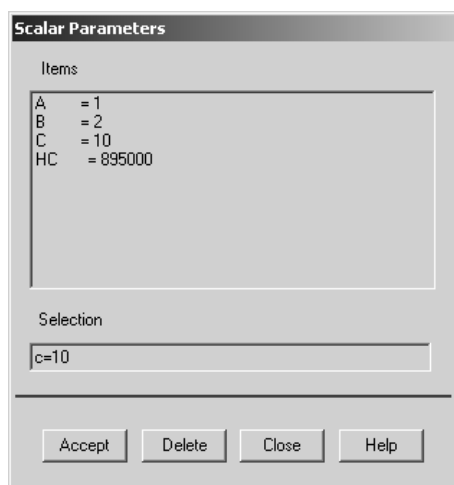 Scalar Parameters
Items
A = 1
B = 2
C = 10
HC = 895000
Selection
c=10
Accept Delete Close Help